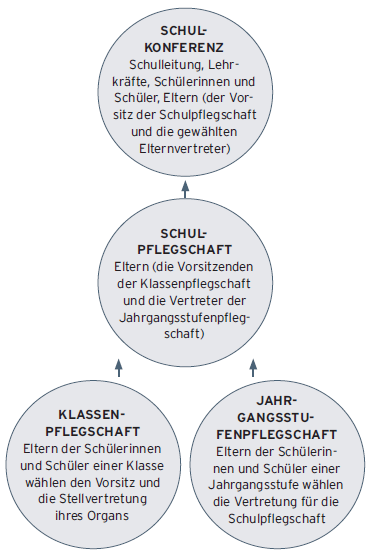 SCHUL-
KONFERENZ
Schulleitung, Lehr-
kräfte, Schülerinnen und
Schüler, Eltern (der Vor-
sitz der Schulpflegschaft
und die gewählten
Elternvertreter)
SCHUL-
PFLEGSCHAFT
Eltern (die Vorsitzenden
der Klassenpflegschaft
und die Vertreter der
Jahrgangsstufenpfleg-
schaft)
KLASSEN-
PFLEGSCHAFT
Eltern der Schülerinnen
und Schüler einer Klasse
wählen den Vorsitz und
die Stellvertretung
ihres Organs
JAHR-
GANGSSTU-
FENPFLEGSCHAFT
Eltern der Schülerin-
nen und Schüler einer
Jahrgangsstufe wählen
die Vertretung für die
Schulpflegschaft